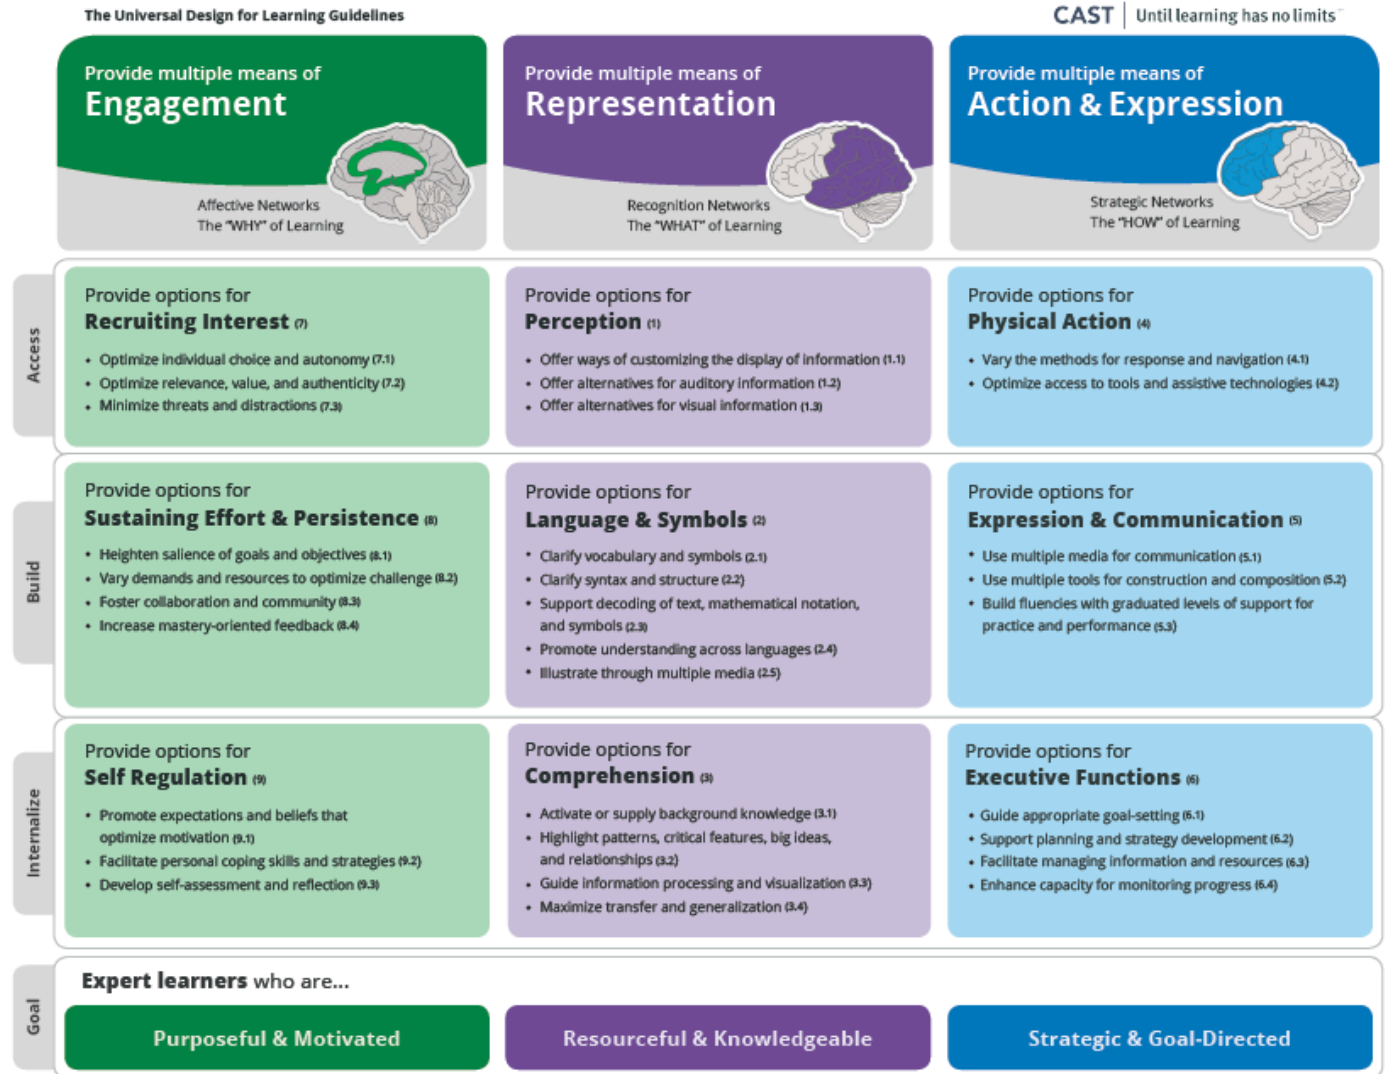 The Universal Design for Learning Guidelines
CAST | Until learning has no limits
Provide multiple means of
Engagement
Affective Networks
The "WHY" of Learning
Provide multiple means of
Representation
Recognition Networks
The "WHAT" of Learning
Provide multiple means of
Action & Expression
Strategic Networks
The "HOW" of Learning
Access
Provide options for
Recruiting Interest (7)
• Optimize individual choice and autonomy (7.1)
• Optimize relevance, value, and authenticity (7.2)
• Minimize threats and distractions (7.3)
Provide options for
Perception (1)
• Offer ways of customizing the display of information (1.1)
• Offer alternatives for auditory information (1.2)
• Offer alternatives for visual information (1.3)
Provide options for
Physical Action (4)
• Vary the methods for response and navigation (4.1)
• Optimize access to tools and assistive technologies (4.2)
Build
Provide options for
Sustaining Effort & Persistence (8)
• Heighten salience of goals and objectives (8.1)
• Vary demands and resources to optimize challenge (8.2)
• Foster collaboration and community (8.3)
• Increase mastery-oriented feedback (8.4)
Provide options for
Language & Symbols (2)
• Clarify vocabulary and symbols (2.1)
• Clarify syntax and structure (2.2)
• Support decoding of text, mathematical notation,
and symbols (2.3)
• Promote understanding across languages (2.4)
• Illustrate through multiple media (2.5)
Provide options for
Expression & Communication (5)
• Use multiple media for communication (5.1)
• Use multiple tools for construction and composition (5.2)
• Build fluencies with graduated levels of support for
practice and performance (5.3)
Internalize
Provide options for
Self Regulation (9)
• Promote expectations and beliefs that
optimize motivation (9.1)
• Facilitate personal coping skills and strategies (9.2)
• Develop self-assessment and reflection (9.3)
Provide options for
Comprehension (3)
• Activate or supply background knowledge (3.1)
• Highlight patterns, critical features, big ideas,
and relationships (3.2)
• Guide information processing and visualization (3.3)
• Maximize transfer and generalization (3.4)
Provide options for
Executive Functions (6)
• Guide appropriate goal-setting (6.1)
• Support planning and strategy development (6.2)
• Facilitate managing information and resources (6.3)
• Enhance capacity for monitoring progress (6.4)
Goal
Expert learners who are...
Purposeful & Motivated
Resourceful & Knowledgeable
Strategic & Goal-Directed